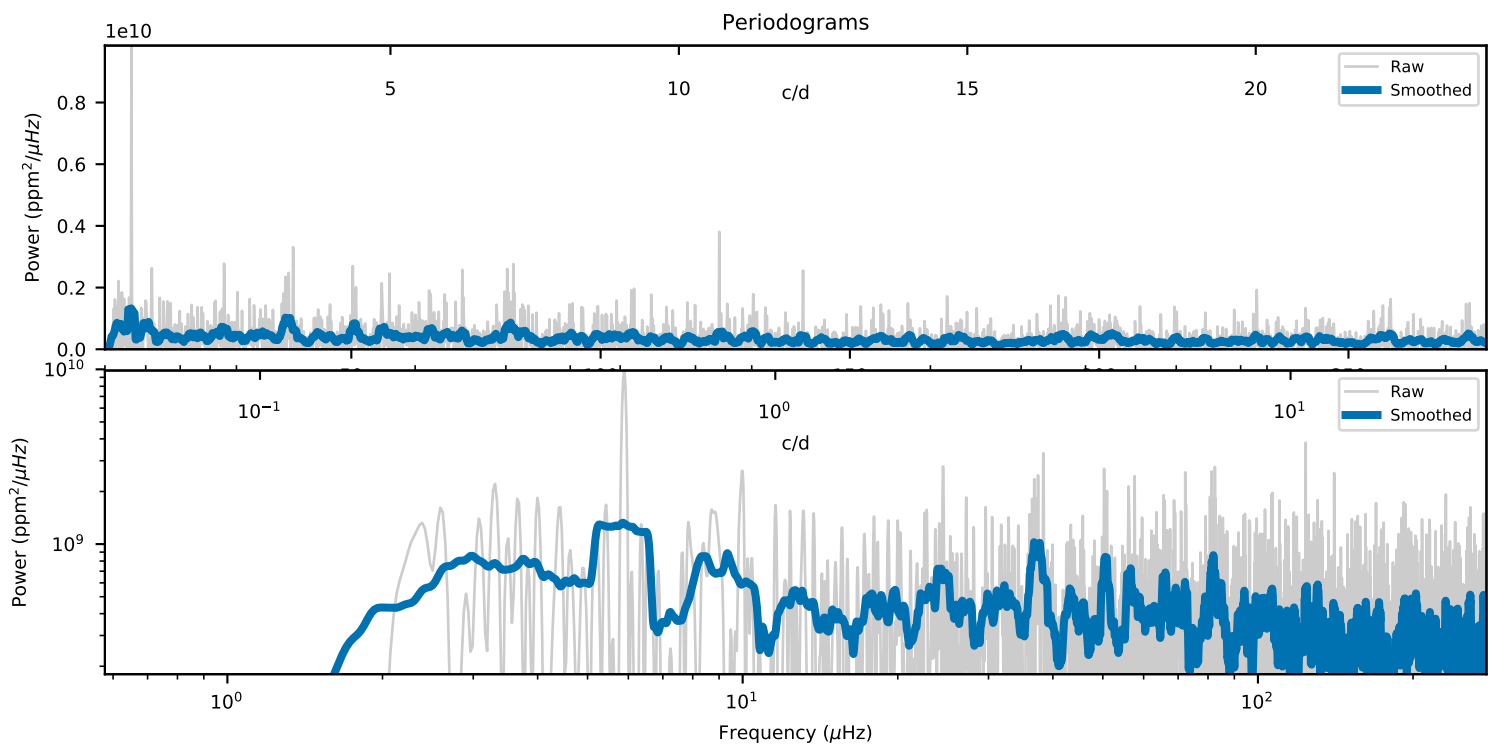 Periodograms
1e10
Raw
Smoothed
5 10 15 20
c/d
0.8
0.6
0.4
0.2
0.0
Power (ppm²/μHz)
10¹⁰
Raw
Smoothed
10⁻¹ 10⁰ 10¹
c/d
10⁹
Power (ppm²/μHz)
10⁰ 10¹ 10²
Frequency (μHz)